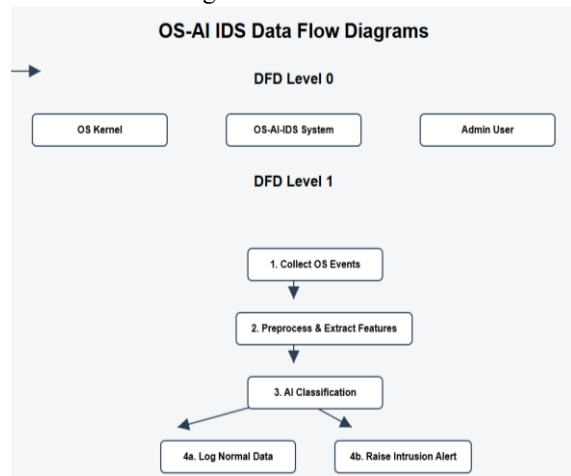 OS-AI IDS Data Flow Diagrams
DFD Level 0
OS Kernel
OS-AI-IDS System
Admin User
DFD Level 1
1. Collect OS Events
2. Preprocess & Extract Features
3. AI Classification
4a. Log Normal Data
4b. Raise Intrusion Alert